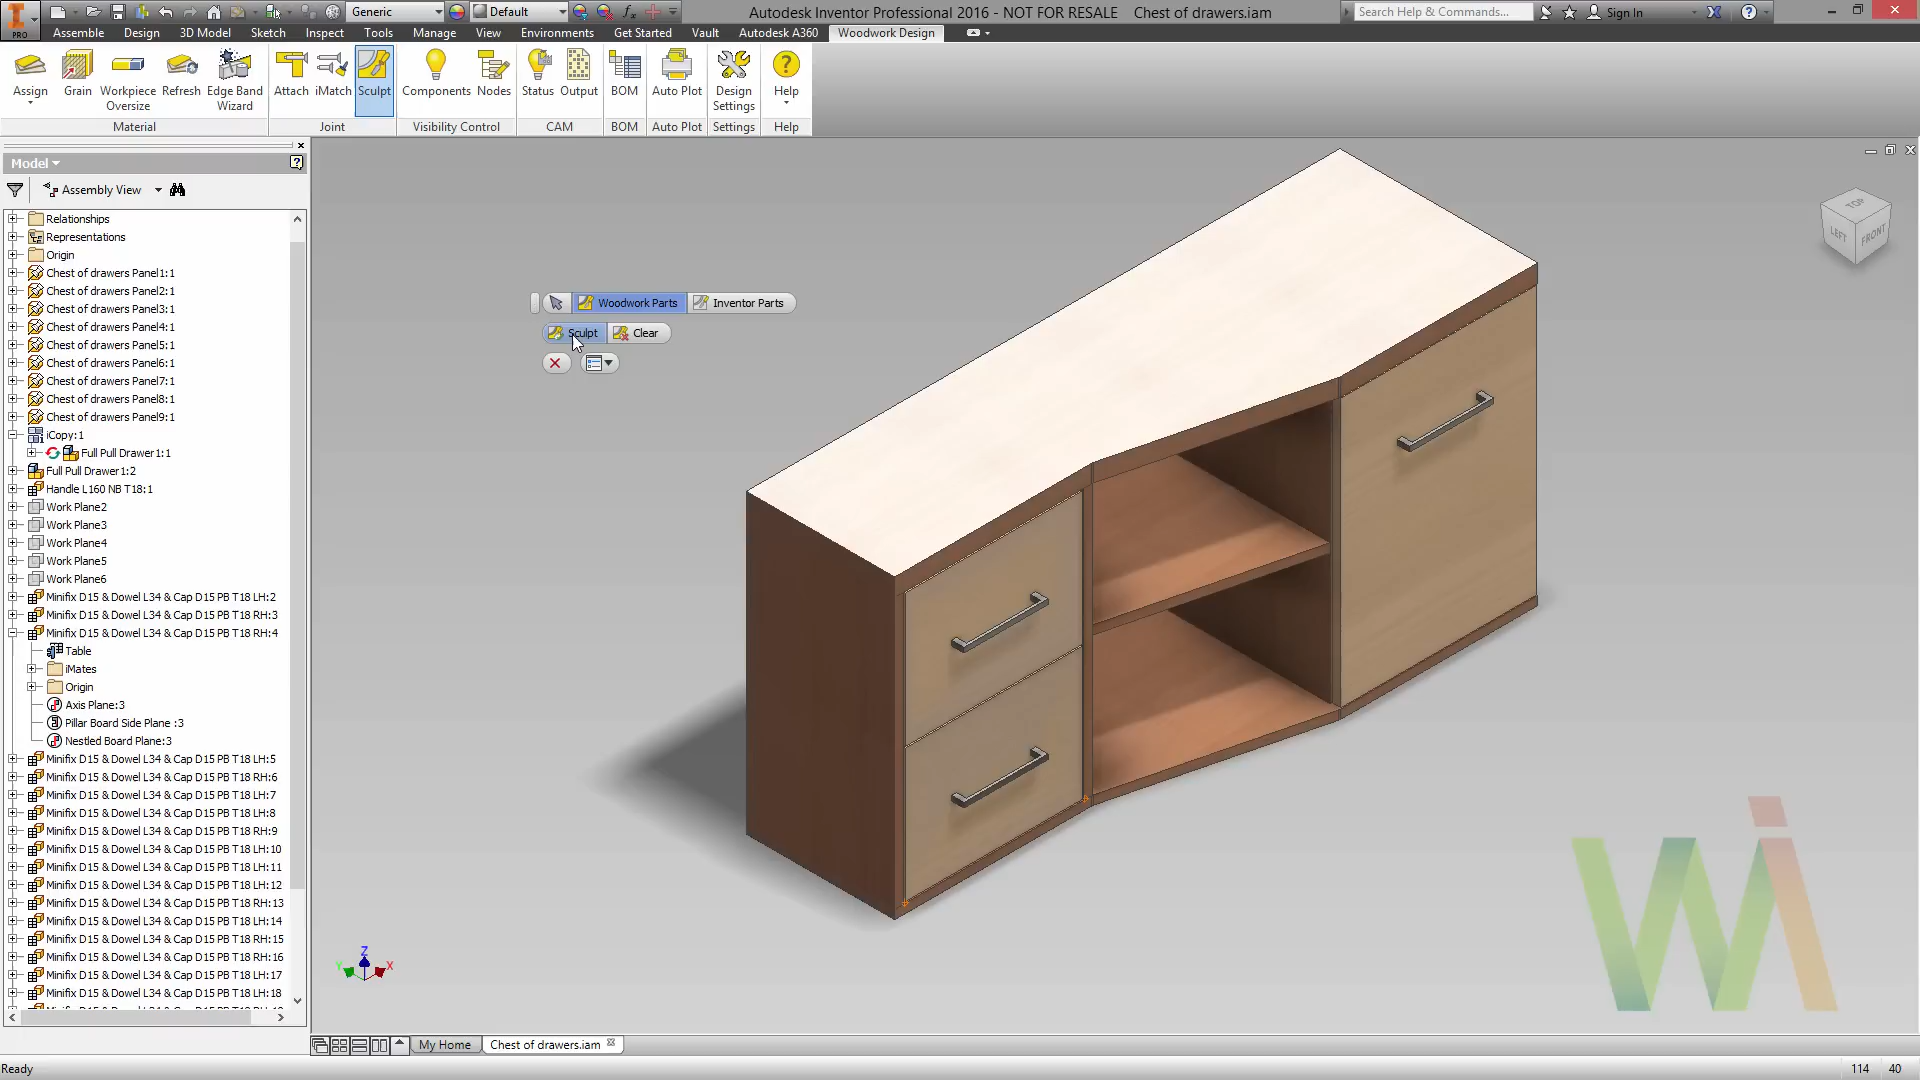 Generic
Default
Autodesk Inventor Professional 2016 - NOT FOR RESALE Chest of drawers.iam
Search Help & Commands...
Sign In
PRO
Assemble Design 3D Model Sketch Inspect Tools Manage View Environments Get Started Vault Autodesk A360 Woodwork Design
Assign Grain Workpiece Oversize Refresh Edge Band Wizard Attach iMatch Sculpt Components Nodes Status Output BOM Auto Plot Design Settings Help
Material Joint Visibility Control CAM BOM Auto Plot Settings Help
Model
Assembly View
Relationships
Representations
Origin
Chest of drawers Panel1:1
Chest of drawers Panel2:1
Chest of drawers Panel3:1
Chest of drawers Panel4:1
Chest of drawers Panel5:1
Chest of drawers Panel6:1
Chest of drawers Panel7:1
Chest of drawers Panel8:1
Chest of drawers Panel9:1
iCopy:1
Full Pull Drawer1:1
Full Pull Drawer1:2
Handle L160 NB T18:1
Work Plane2
Work Plane3
Work Plane4
Work Plane5
Work Plane6
Minifix D15 & Dowel L34 & Cap D15 PB T18 LH:2
Minifix D15 & Dowel L34 & Cap D15 PB T18 RH:3
Minifix D15 & Dowel L34 & Cap D15 PB T18 RH:4
Table
iMates
Origin
Axis Plane:3
Pillar Board Side Plane :3
Nestled Board Plane:3
Minifix D15 & Dowel L34 & Cap D15 PB T18 LH:5
Minifix D15 & Dowel L34 & Cap D15 PB T18 RH:6
Minifix D15 & Dowel L34 & Cap D15 PB T18 LH:7
Minifix D15 & Dowel L34 & Cap D15 PB T18 LH:8
Minifix D15 & Dowel L34 & Cap D15 PB T18 RH:9
Minifix D15 & Dowel L34 & Cap D15 PB T18 LH:10
Minifix D15 & Dowel L34 & Cap D15 PB T18 LH:11
Minifix D15 & Dowel L34 & Cap D15 PB T18 LH:12
Minifix D15 & Dowel L34 & Cap D15 PB T18 RH:13
Minifix D15 & Dowel L34 & Cap D15 PB T18 LH:14
Minifix D15 & Dowel L34 & Cap D15 PB T18 RH:15
Minifix D15 & Dowel L34 & Cap D15 PB T18 RH:16
Minifix D15 & Dowel L34 & Cap D15 PB T18 LH:17
Minifix D15 & Dowel L34 & Cap D15 PB T18 LH:18
Woodwork Parts Inventor Parts
Sculpt Clear
TOP
LEFT FRONT
Z
Y X
My Home Chest of drawers.iam
Ready
114 40